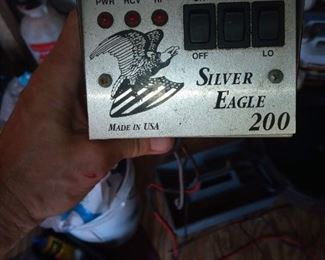 PWR RCV
OFF LO
SILVER
EAGLE
MADE IN USA 200